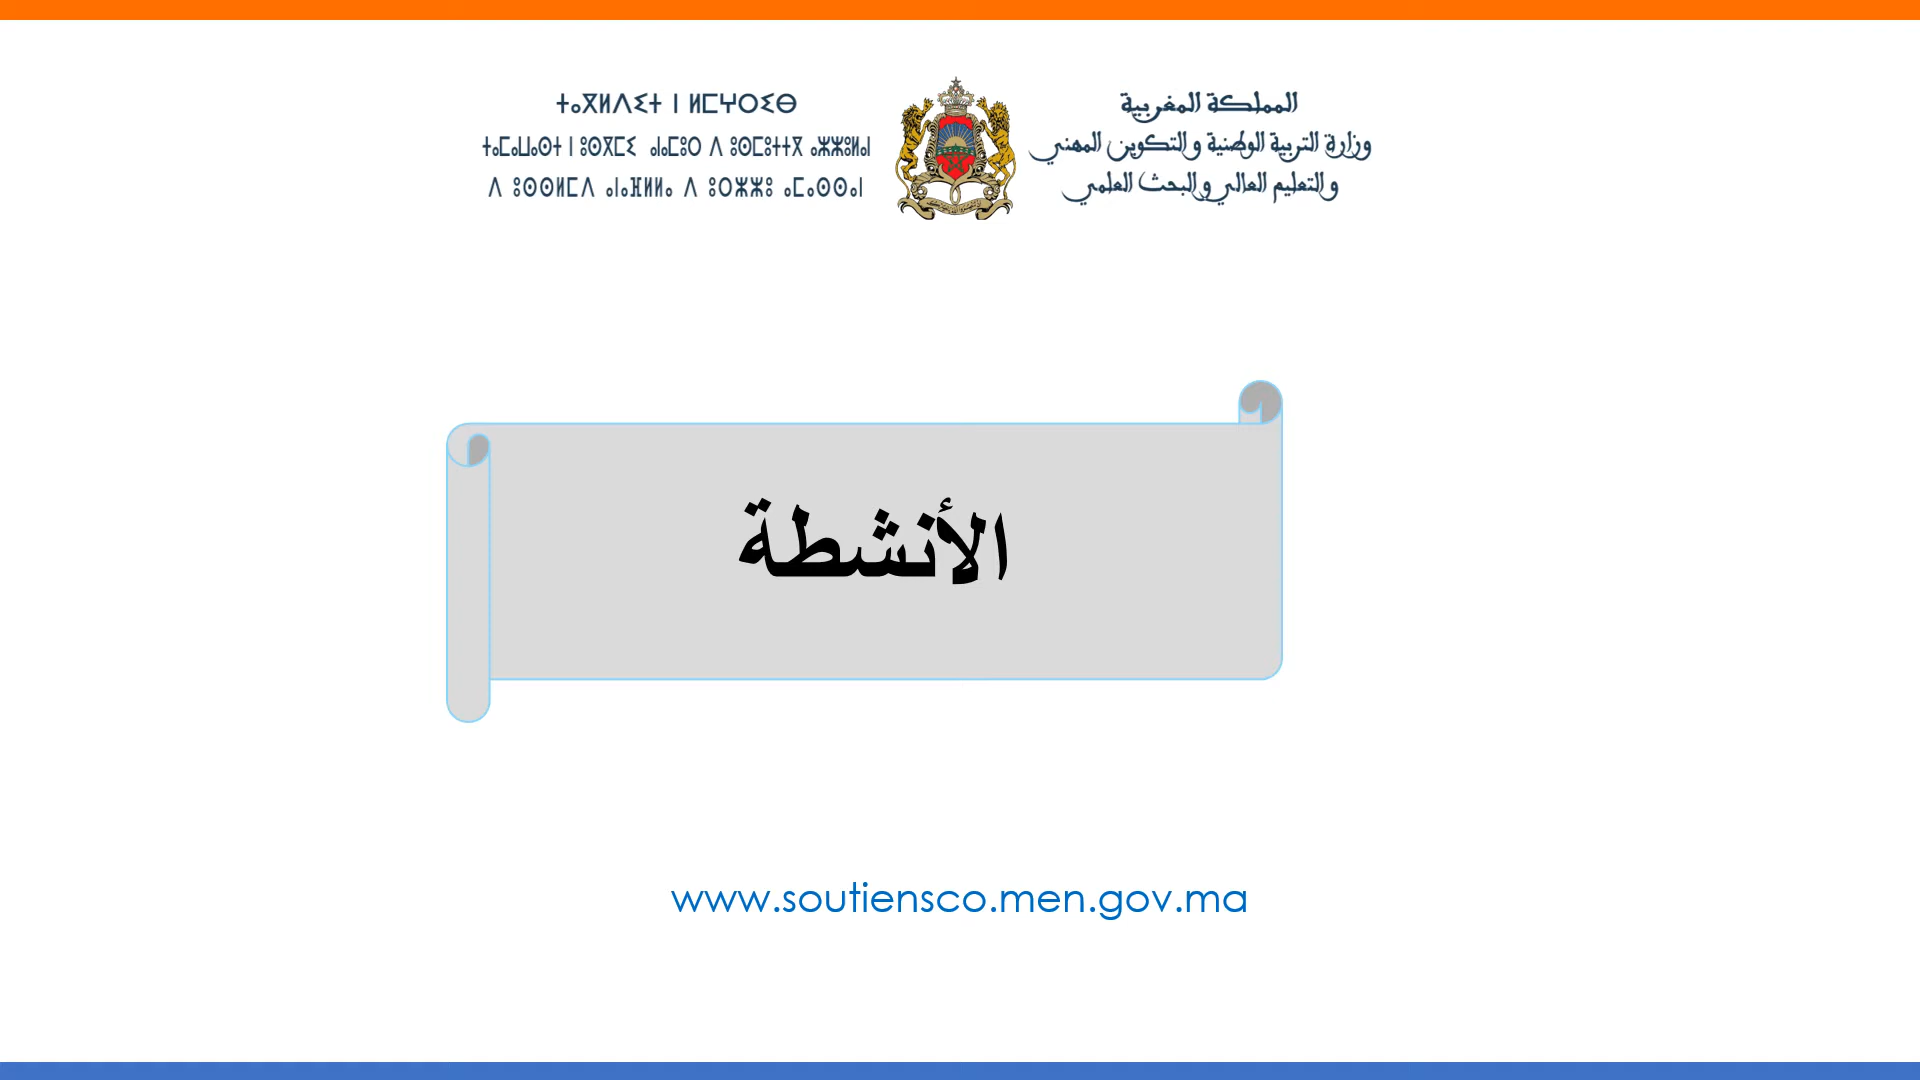 المملكة المغربية
وزارة التربية الوطنية والتكوين المهني
والتعليم العالي والبحث العلمي
ⵜⴰⴳⵍⴷⵉⵜ ⵏ ⵍⵎⵖⵔⵉⴱ
ⵜⴰⵎⴰⵡⴰⵙⵜ ⵏ ⵓⵙⴳⵎⵉ ⴰⵏⴰⵎⵓⵔ ⴷ ⵓⵙⵎⵓⵜⵜⴳ ⴰⵣⵣⵓⵍⴰⵏ
ⴷ ⵓⵙⵙⵍⵎⴷ ⴰⵏⴰⴼⵍⵍⴰ ⴷ ⵓⵔⵣⵣⵓ ⴰⵎⴰⵙⵙⴰⵏ
الأنشطة
www.soutiensco.men.gov.ma